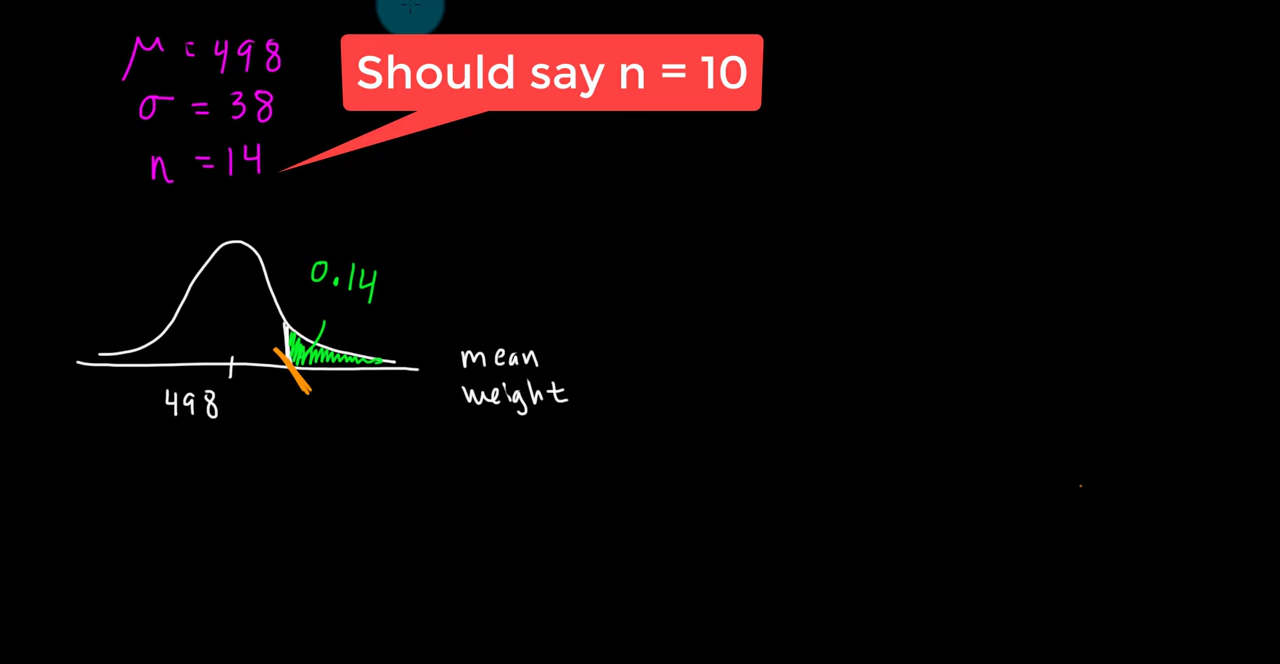 μ = 498
Should say n = 10
σ = 38
n = 14
0.14
mean
weight
498